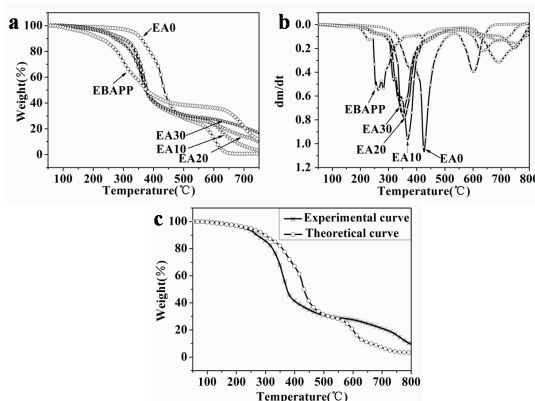 a
Weight(%)
100
80
60
40
20
0
EA0
EBAPP
EA30
EA10
EA20
100 200 300 400 500 600 700
Temperature(℃)
b
dm/dt
0.0
0.2
0.4
0.6
0.8
1.0
1.2
EBAPP
EA30
EA20
EA10
EA0
100 200 300 400 500 600 700 800
Temperature(℃)
c
Weight(%)
100
80
60
40
20
0
Experimental curve
Theoretical curve
100 200 300 400 500 600 700 800
Temperature(℃)